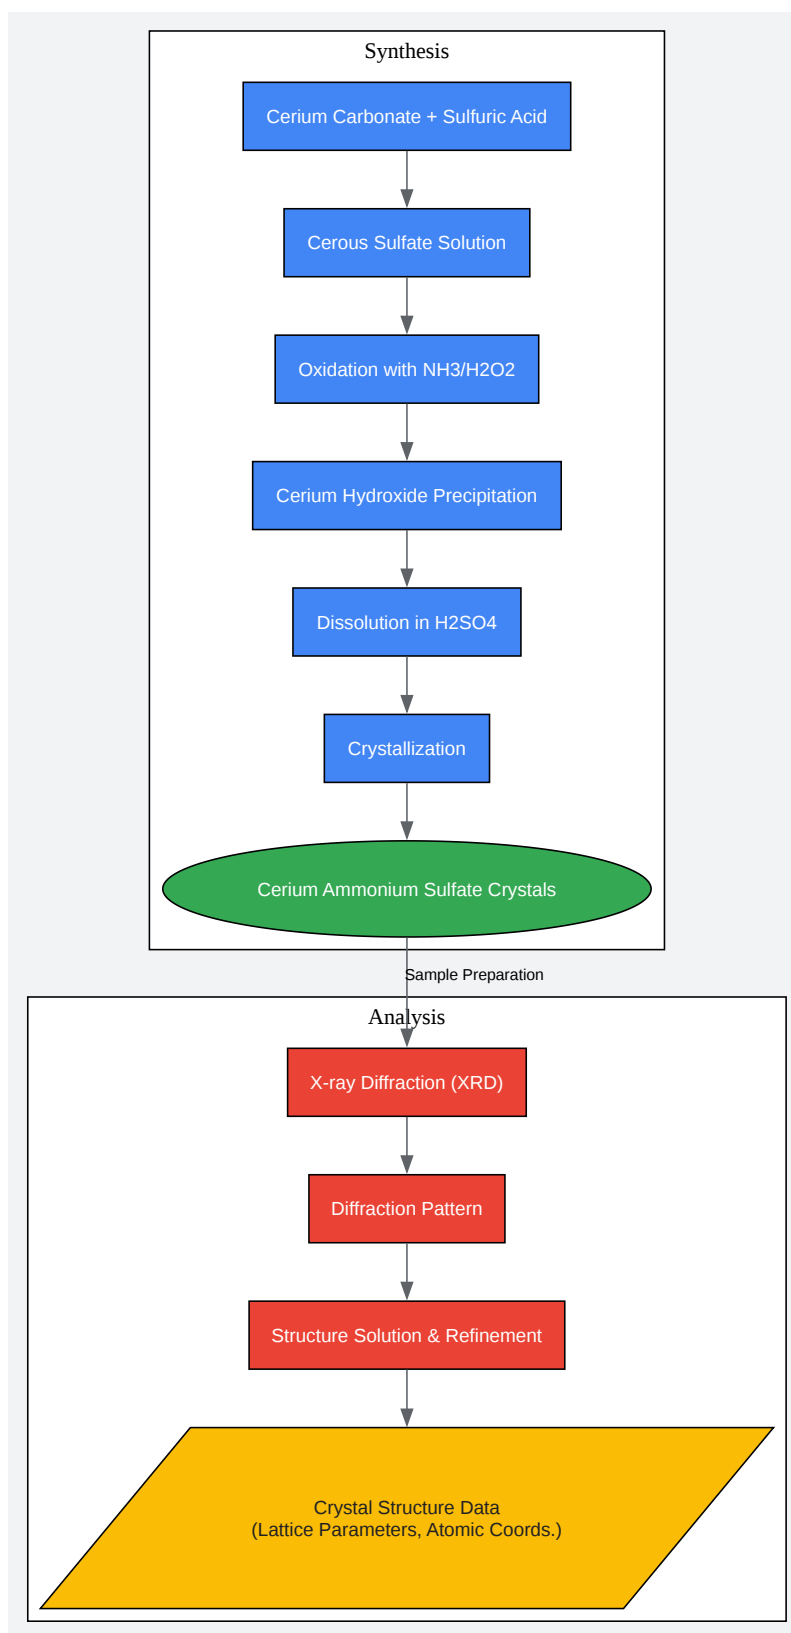 Synthesis
Cerium Carbonate + Sulfuric Acid
Cerous Sulfate Solution
Oxidation with NH3/H2O2
Cerium Hydroxide Precipitation
Dissolution in H2SO4
Crystallization
Cerium Ammonium Sulfate Crystals
Sample Preparation
Analysis
X-ray Diffraction (XRD)
Diffraction Pattern
Structure Solution & Refinement
Crystal Structure Data
(Lattice Parameters, Atomic Coords.)